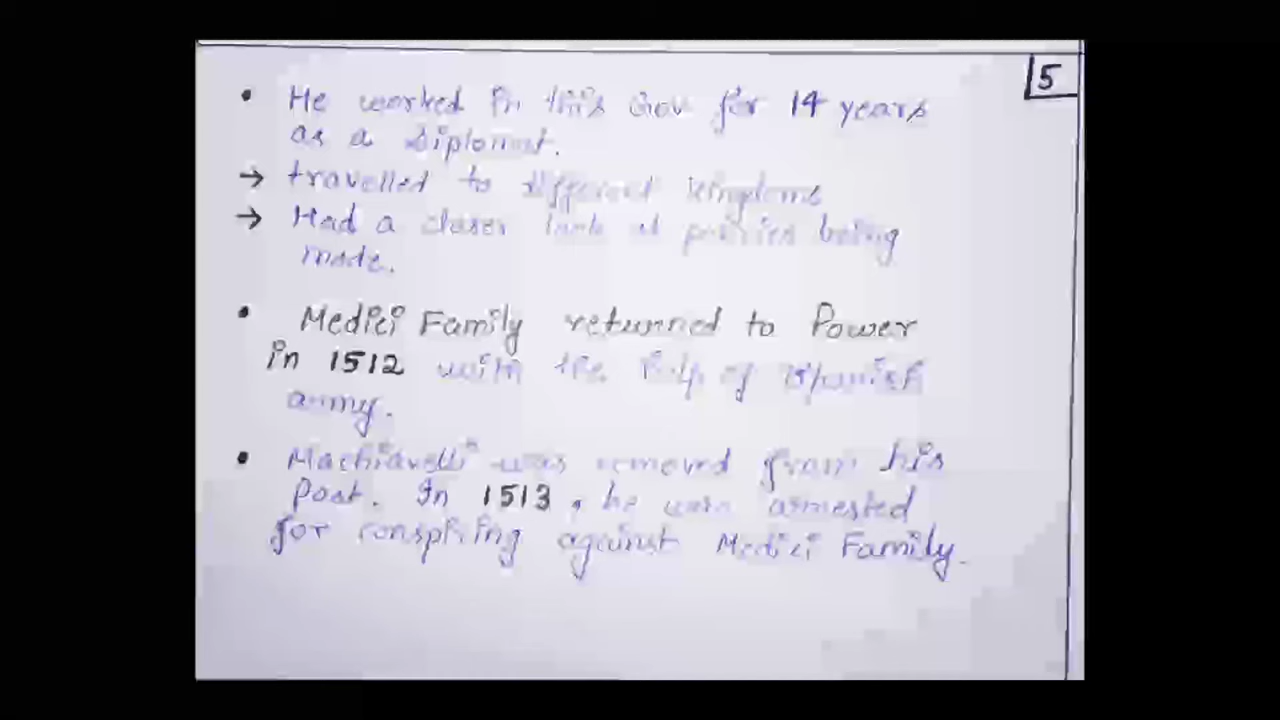 5
• He worked in this Gov for 14 years
as a diplomat.
→ travelled to different kingdoms
→ Had a closer look at policies being
made.
• Medici Family returned to Power
in 1512 with the help of Spanish
army.
• Machiavelli was removed from his
post. In 1513, he was arrested
for conspiring against Medici Family.